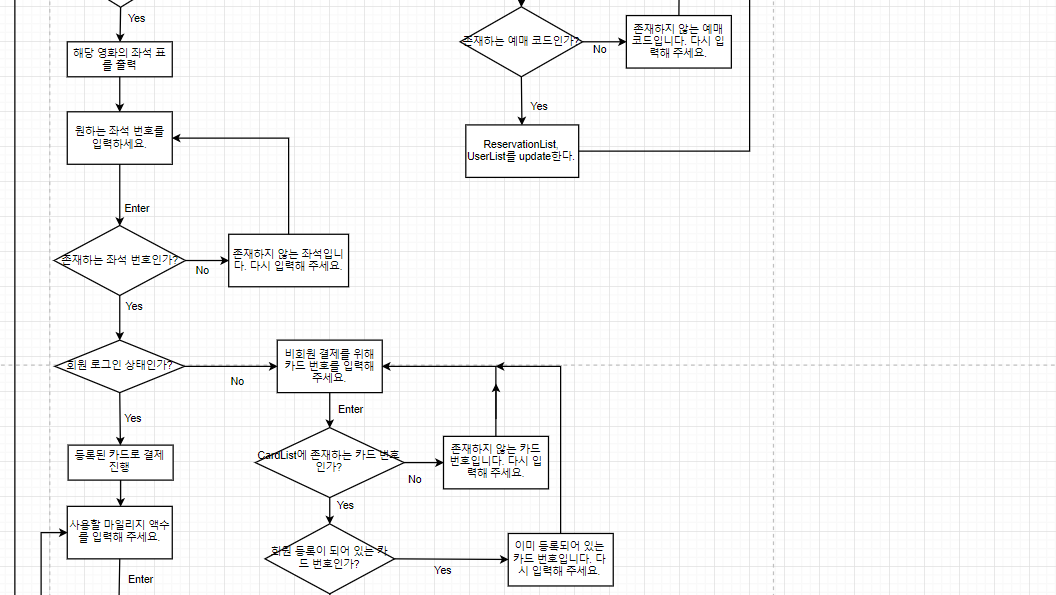 Yes
해당 영화의 좌석 표
를 출력
원하는 좌석 번호를
입력하세요.
Enter
존재하는 좌석 번호인가?
No
존재하지 않는 좌석입니
다. 다시 입력해 주세요.
Yes
회원 로그인 상태인가?
No
Yes
등록된 카드로 결제
진행
사용할 마일리지 액수
를 입력해 주세요.
Enter
비회원 결제를 위해
카드 번호를 입력해
주세요.
Enter
CardList에 존재하는 카드 번호
인가?
No
존재하지 않는 카드
번호입니다. 다시 입
력해 주세요.
Yes
회원 등록이 되어 있는 카
드 번호인가?
Yes
이미 등록되어 있는
카드 번호입니다. 다
시 입력해 주세요.
존재하는 예매 코드인가?
No
존재하지 않는 예매
코드입니다. 다시 입
력해 주세요.
Yes
ReservationList,
UserList를 update한다.